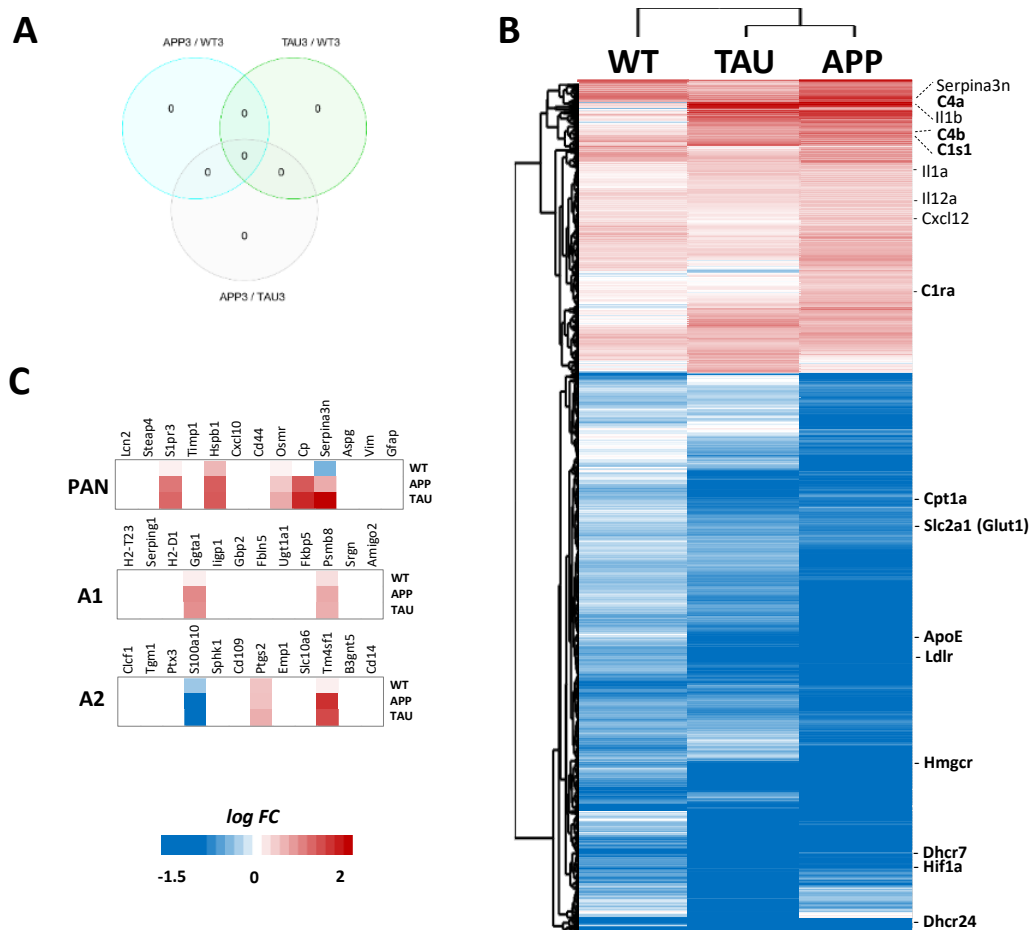 A
APP3 / WT3
TAU3 / WT3
0
0
0
0
0
0
0
APP3 / TAU3
B
WT TAU APP
Serpina3n
C4a
Il1b
C4b
C1s1
Il1a
Il12a
Cxcl12
C1ra
Cpt1a
Slc2a1 (Glut1)
ApoE
Ldlr
Hmgcr
Dhcr7
Hif1a
Dhcr24
C
Lcn2 Steap4 S1pr3 Timp1 Hspb1 Cxcl10 Cd44 Osmr Cp Serpina3n Aspg Vim Gfap
PAN
WT
APP
TAU
H2-T23 Serping1 H2-D1 Ggta1 Iigp1 Gbp2 Fbln5 Ugt1a1 Fkbp5 Psmb8 Srgn Amigo2
A1
WT
APP
TAU
Clcf1 Tgm1 Ptx3 S100a10 Sphk1 Cd109 Ptgs2 Emp1 Slc10a6 Tm4sf1 B3gnt5 Cd14
A2
WT
APP
TAU
log FC
-1.5 0 2